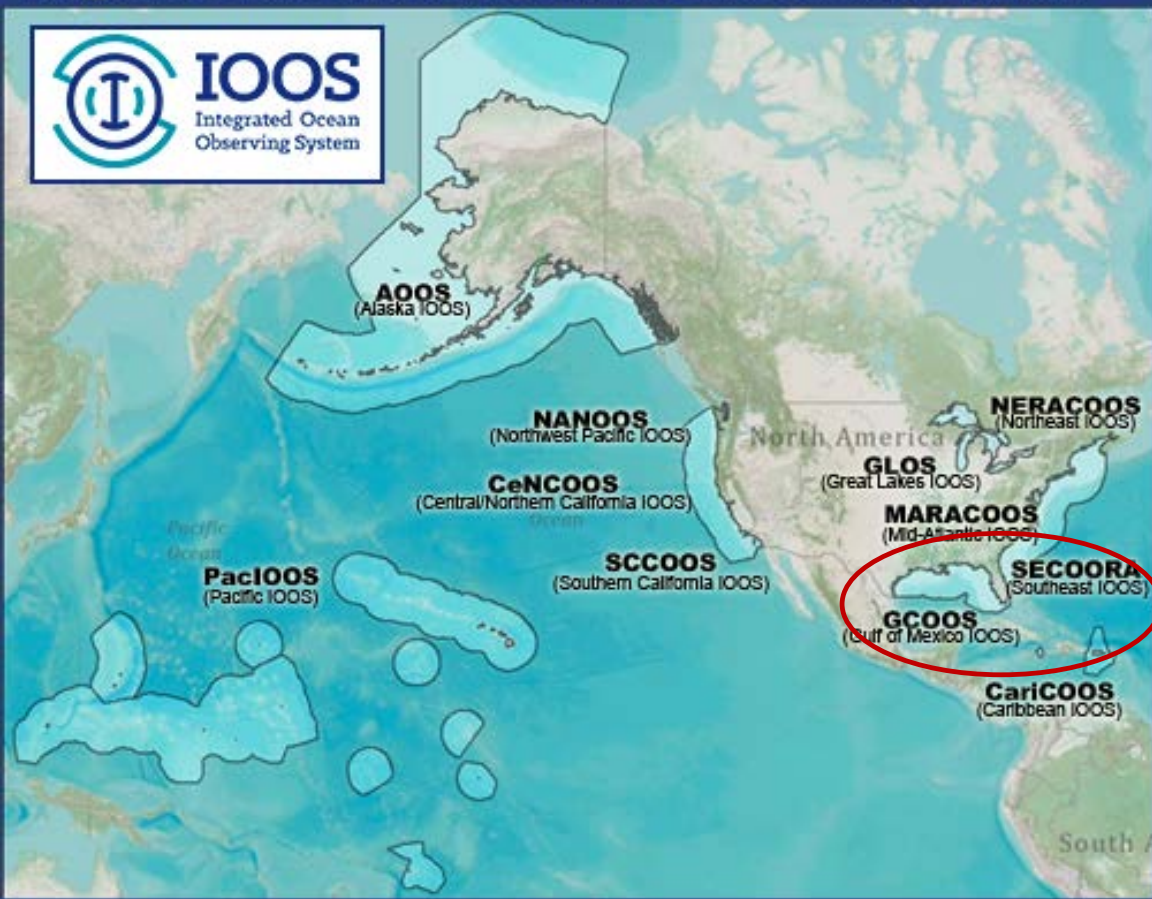 IOOS
Integrated Ocean
Observing System
AOOS
(Alaska IOOS)
NANOOS
(Northwest Pacific IOOS)
North America
NERACOOS
(Northeast IOOS)
GLOS
(Great Lakes IOOS)
CeNCOOS
(Central/Northern California IOOS)
Ocean
MARACOOS
(Mid-Atlantic IOOS)
Pacific
Ocean
PacIOOS
(Pacific IOOS)
SCCOOS
(Southern California IOOS)
SECOORA
(Southeast IOOS)
GCOOS
(Gulf of Mexico IOOS)
CariCOOS
(Caribbean IOOS)
South A